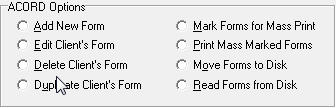 ACORD Options
Add New Form
Edit Client's Form
Delete Client's Form
Duplicate Client's Form
Mark Forms for Mass Print
Print Mass Marked Forms
Move Forms to Disk
Read Forms from Disk